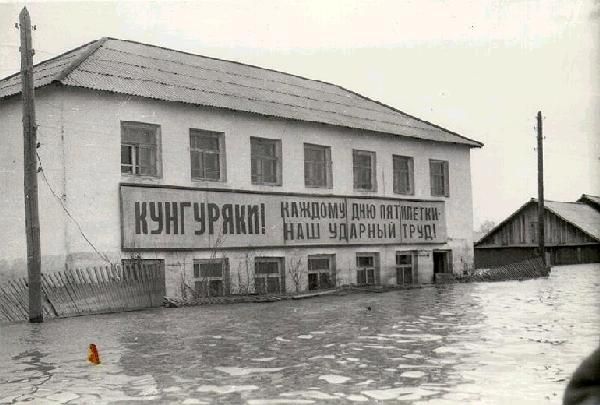 КУНГУРЯКИ!
КАЖДОМУ ДНЮ ПЯТИЛЕТКИ-
НАШ УДАРНЫЙ ТРУД!